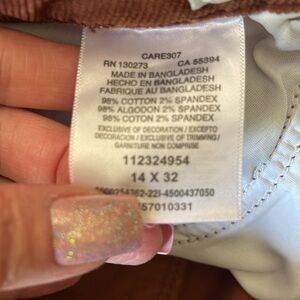 CARE307
RN 130273 CA 55394
MADE IN BANGLADESH
HECHO EN BANGLADESH
FABRIQUE AU BANGLADESH
98% COTTON 2% SPANDEX
98% ALGODON 2% SPANDEX
98% COTON 2% SPANDEX
EXCLUSIVE OF DECORATION / EXCEPTO
DECORACION / EXCLUSIVE OF TRIMMING/
GARNITURE NON COMPRISE
112324954
14 X 32
57010331